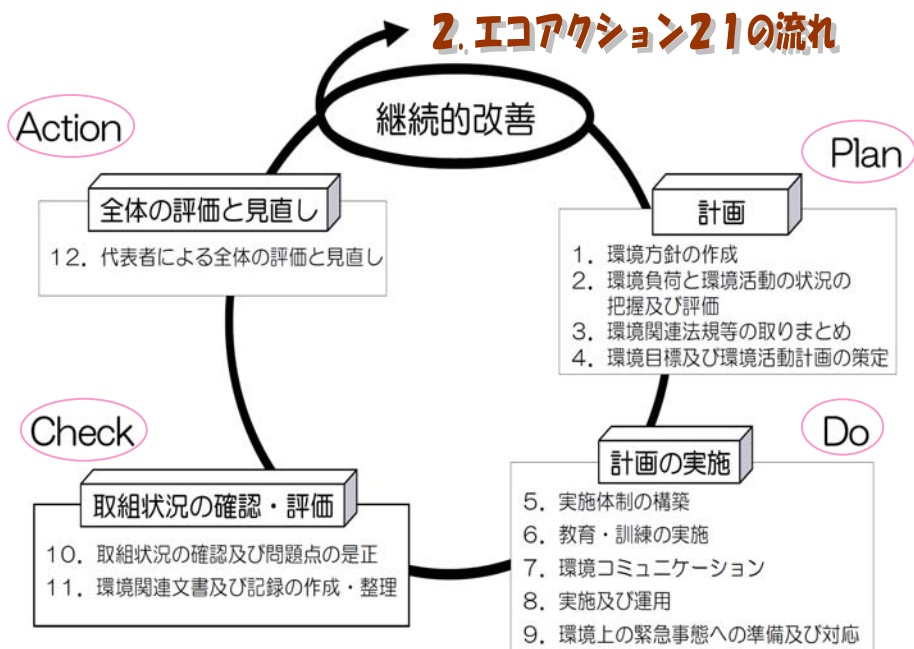 2.エコアクション21の流れ
継続的改善
Plan
計画
1. 環境方針の作成
2. 環境負荷と環境活動の状況の
把握及び評価
3. 環境関連法規等の取りまとめ
4. 環境目標及び環境活動計画の策定
Do
計画の実施
5. 実施体制の構築
6. 教育・訓練の実施
7. 環境コミュニケーション
8. 実施及び運用
9. 環境上の緊急事態への準備及び対応
Check
取組状況の確認・評価
10. 取組状況の確認及び問題点の是正
11. 環境関連文書及び記録の作成・整理
Action
全体の評価と見直し
12. 代表者による全体の評価と見直し